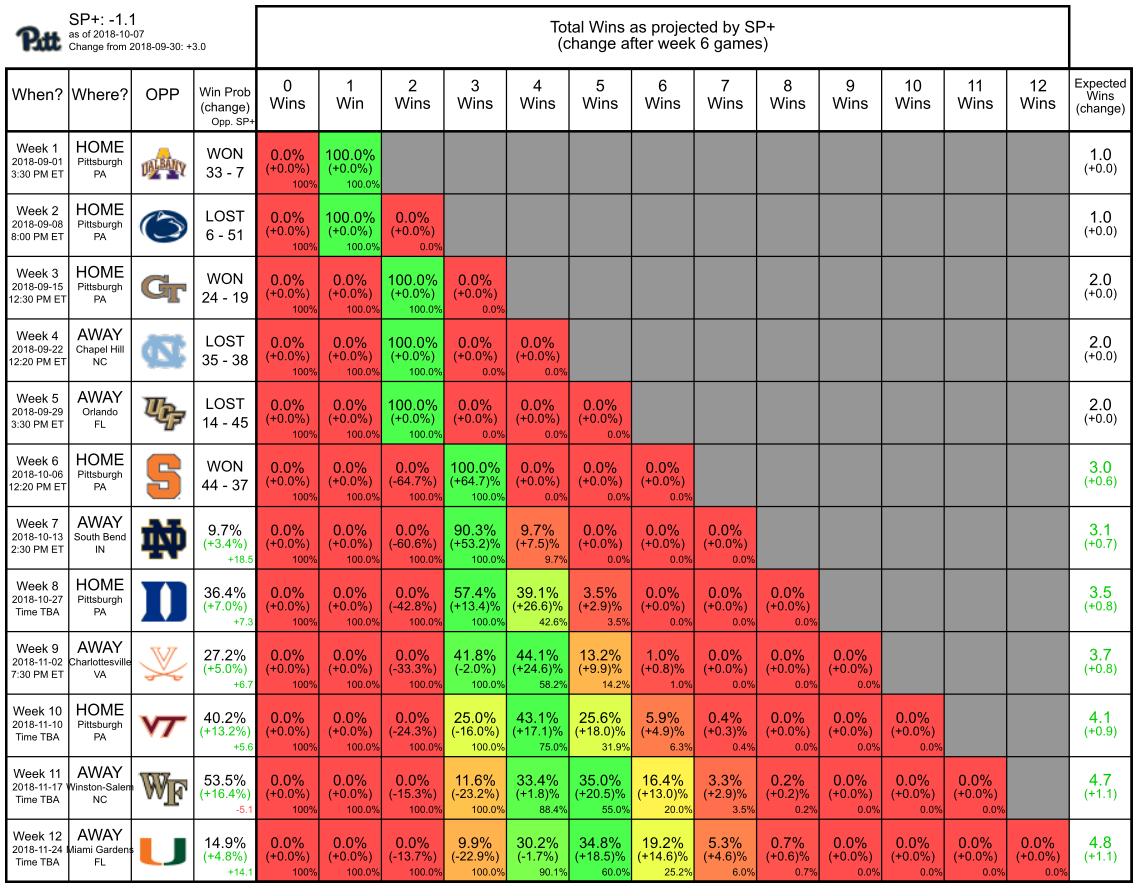 Pitt
SP+: -1.1
as of 2018-10-07
Change from 2018-09-30: +3.0
Total Wins as projected by SP+
(change after week 6 games)
When? Where? OPP Win Prob (change) Opp. SP+ 0 Wins 1 Win 2 Wins 3 Wins 4 Wins 5 Wins 6 Wins 7 Wins 8 Wins 9 Wins 10 Wins 11 Wins 12 Wins Expected Wins (change)
Week 1 HOME WON 0.0% 100.0% 1.0
2018-09-01 Pittsburgh UALBANY 33 - 7 (+0.0%) (+0.0%) (+0.0)
3:30 PM ET PA 100% 100.0%
Week 2 HOME LOST 0.0% 100.0% 0.0% 1.0
2018-09-08 Pittsburgh 6 - 51 (+0.0%) (+0.0%) (+0.0%) (+0.0)
8:00 PM ET PA 100% 100.0% 0.0%
Week 3 HOME WON 0.0% 0.0% 100.0% 0.0% 2.0
2018-09-15 Pittsburgh GT 24 - 19 (+0.0%) (+0.0%) (+0.0%) (+0.0%) (+0.0)
12:30 PM ET PA 100% 100.0% 100.0% 0.0%
Week 4 AWAY LOST 0.0% 0.0% 100.0% 0.0% 0.0% 2.0
2018-09-22 Chapel Hill NC 35 - 38 (+0.0%) (+0.0%) (+0.0%) (+0.0%) (+0.0%) (+0.0)
12:20 PM ET NC 100% 100.0% 100.0% 0.0% 0.0%
Week 5 AWAY LOST 0.0% 0.0% 100.0% 0.0% 0.0% 0.0% 2.0
2018-09-29 Orlando UCF 14 - 45 (+0.0%) (+0.0%) (+0.0%) (+0.0%) (+0.0%) (+0.0%) (+0.0)
3:30 PM ET FL 100% 100.0% 100.0% 0.0% 0.0% 0.0%
Week 6 HOME WON 0.0% 0.0% 0.0% 100.0% 0.0% 0.0% 0.0% 3.0
2018-10-06 Pittsburgh S 44 - 37 (+0.0%) (+0.0%) (-64.7%) (+64.7)% (+0.0%) (+0.0%) (+0.0%) (+0.6)
12:20 PM ET PA 100% 100.0% 100.0% 100.0% 0.0% 0.0% 0.0%
Week 7 AWAY 9.7% 0.0% 0.0% 0.0% 90.3% 9.7% 0.0% 0.0% 0.0% 3.1
2018-10-13 South Bend ND (+3.4%) (+0.0%) (+0.0%) (-60.6%) (+53.2)% (+7.5)% (+0.0%) (+0.0%) (+0.0%) (+0.7)
2:30 PM ET IN +18.5 100% 100.0% 100.0% 100.0% 9.7% 0.0% 0.0% 0.0%
Week 8 HOME 36.4% 0.0% 0.0% 0.0% 57.4% 39.1% 3.5% 0.0% 0.0% 0.0% 3.5
2018-10-27 Pittsburgh D (+7.0%) (+0.0%) (+0.0%) (-42.8%) (+13.4)% (+26.6)% (+2.9)% (+0.0%) (+0.0%) (+0.0%) (+0.8)
Time TBA PA +7.3 100% 100.0% 100.0% 100.0% 42.6% 3.5% 0.0% 0.0% 0.0%
Week 9 AWAY 27.2% 0.0% 0.0% 0.0% 41.8% 44.1% 13.2% 1.0% 0.0% 0.0% 0.0% 3.7
2018-11-02 Charlottesville V (+5.0%) (+0.0%) (+0.0%) (-33.3%) (-2.0%) (+24.6)% (+9.9)% (+0.8)% (+0.0%) (+0.0%) (+0.0%) (+0.8)
7:30 PM ET VA +6.7 100% 100.0% 100.0% 100.0% 58.2% 14.2% 1.0% 0.0% 0.0% 0.0%
Week 10 HOME 40.2% 0.0% 0.0% 0.0% 25.0% 43.1% 25.6% 5.9% 0.4% 0.0% 0.0% 0.0% 4.1
2018-11-10 Pittsburgh VT (+13.2%) (+0.0%) (+0.0%) (-24.3%) (-16.0%) (+17.1)% (+18.0)% (+4.9)% (+0.3)% (+0.0%) (+0.0%) (+0.0%) (+0.9)
Time TBA PA +5.6 100% 100.0% 100.0% 100.0% 75.0% 31.9% 6.3% 0.4% 0.0% 0.0% 0.0%
Week 11 AWAY 53.5% 0.0% 0.0% 0.0% 11.6% 33.4% 35.0% 16.4% 3.3% 0.2% 0.0% 0.0% 0.0% 4.7
2018-11-17 Winston-Salem WF (+16.4%) (+0.0%) (+0.0%) (-15.3%) (-23.2%) (+1.8)% (+20.5)% (+13.0)% (+2.9)% (+0.2)% (+0.0%) (+0.0%) (+0.0%) (+1.1)
Time TBA NC -5.1 100% 100.0% 100.0% 100.0% 88.4% 55.0% 20.0% 3.5% 0.2% 0.0% 0.0% 0.0%
Week 12 AWAY 14.9% 0.0% 0.0% 0.0% 9.9% 30.2% 34.8% 19.2% 5.3% 0.7% 0.0% 0.0% 0.0% 0.0% 4.8
2018-11-24 Miami Gardens U (+4.8%) (+0.0%) (+0.0%) (-13.7%) (-22.9%) (-1.7%) (+18.5)% (+14.6)% (+4.6)% (+0.6)% (+0.0%) (+0.0%) (+0.0%) (+0.0%) (+1.1)
Time TBA FL +14.1 100% 100.0% 100.0% 100.0% 90.1% 60.0% 25.2% 6.0% 0.7% 0.0% 0.0% 0.0% 0.0%